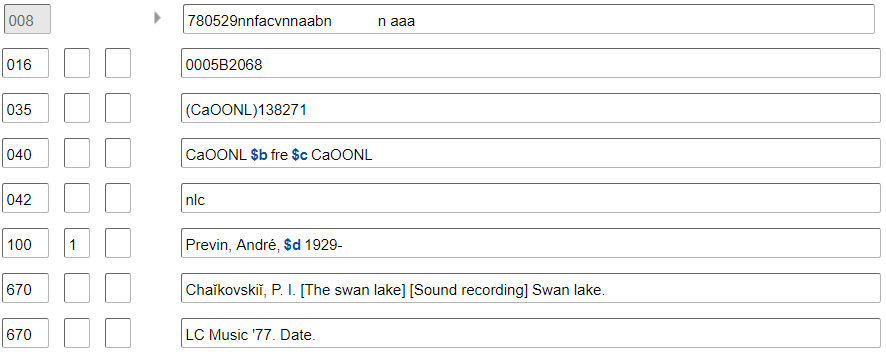 008 780529nnfacvnnaabn n aaa
016 0005B2068
035 (CaOONL)138271
040 CaOONL $b fre $c CaOONL
042 nlc
100 1 Previn, André, $d 1929-
670 Chaĭkovskiĭ, P. I. [The swan lake] [Sound recording] Swan lake.
670 LC Music '77. Date.